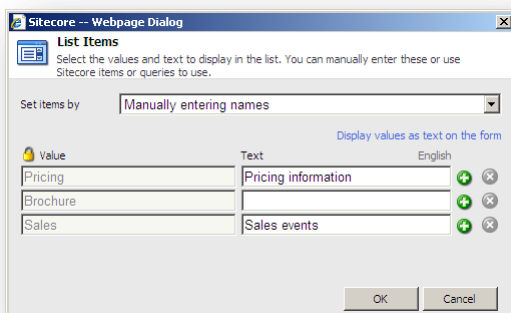 Sitecore -- Webpage Dialog
List Items
Select the values and text to display in the list. You can manually enter these or use
Sitecore items or queries to use.
Set items by Manually entering names
Display values as text on the form
Value Text English
Pricing Pricing information
Brochure
Sales Sales events
OK Cancel